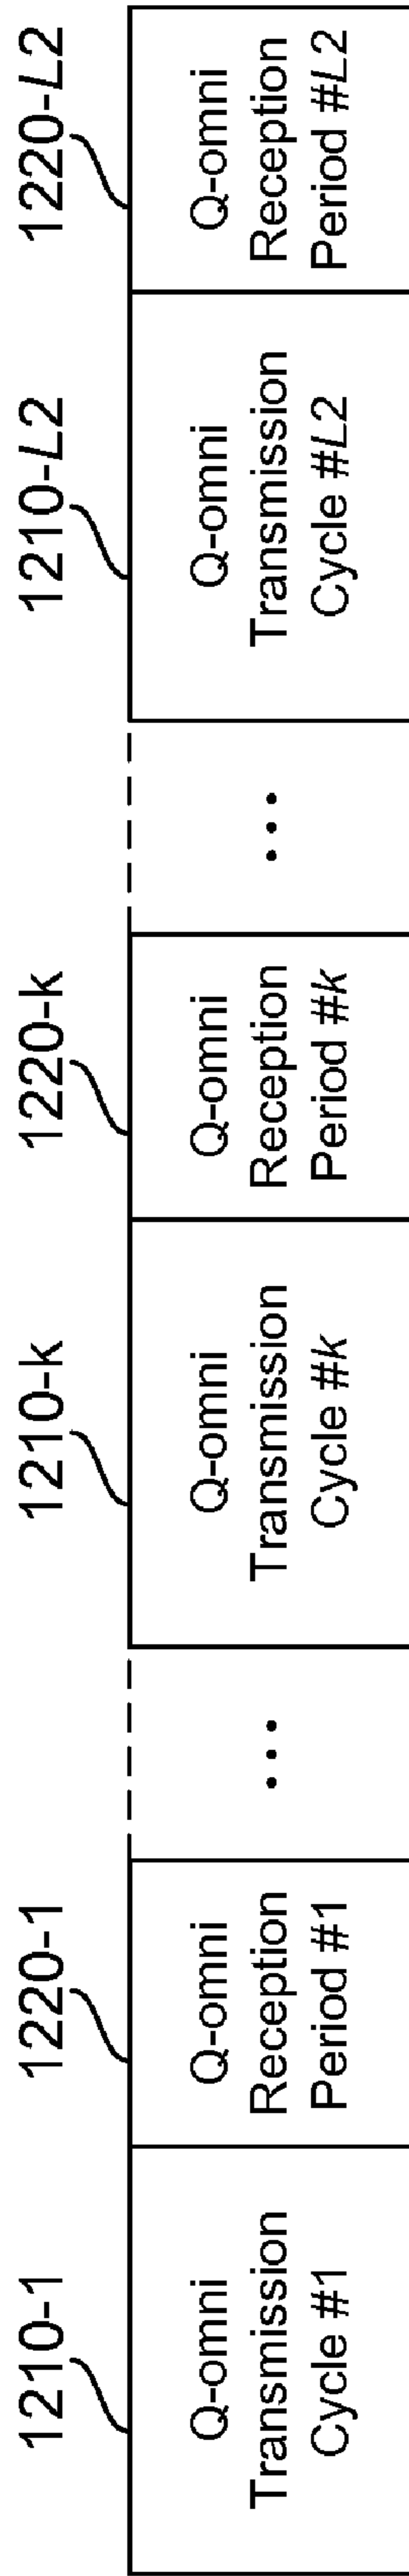 1210-1
1220-1
1210-k
1220-k
1210-L2
1220-L2
Q-omni
Transmission
Cycle #1
Q-omni
Reception
Period #1
...
Q-omni
Transmission
Cycle #k
Q-omni
Reception
Period #k
...
Q-omni
Transmission
Cycle #L2
Q-omni
Reception
Period #L2